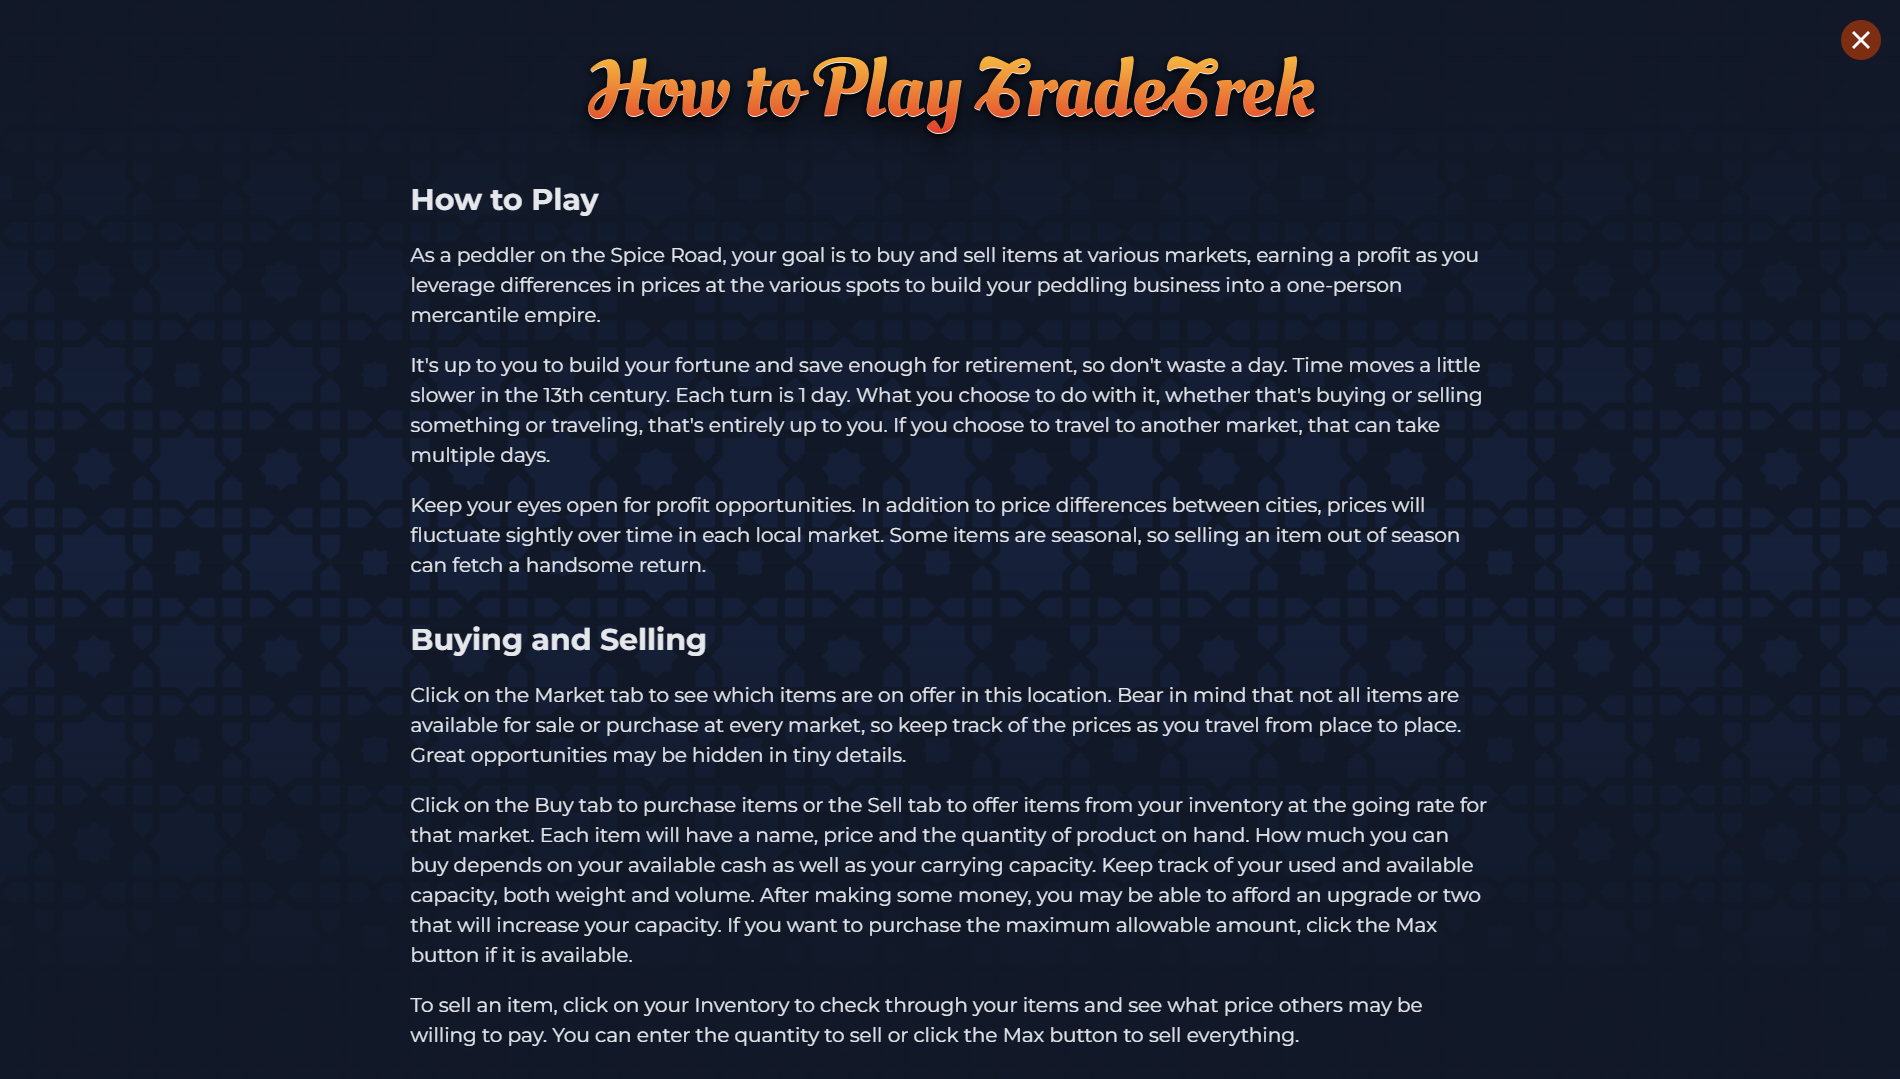 How to Play TradeTrek
How to Play
As a peddler on the Spice Road, your goal is to buy and sell items at various markets, earning a profit as you
leverage differences in prices at the various spots to build your peddling business into a one-person
mercantile empire.
It's up to you to build your fortune and save enough for retirement, so don't waste a day. Time moves a little
slower in the 13th century. Each turn is 1 day. What you choose to do with it, whether that's buying or selling
something or traveling, that's entirely up to you. If you choose to travel to another market, that can take
multiple days.
Keep your eyes open for profit opportunities. In addition to price differences between cities, prices will
fluctuate sightly over time in each local market. Some items are seasonal, so selling an item out of season
can fetch a handsome return.
Buying and Selling
Click on the Market tab to see which items are on offer in this location. Bear in mind that not all items are
available for sale or purchase at every market, so keep track of the prices as you travel from place to place.
Great opportunities may be hidden in tiny details.
Click on the Buy tab to purchase items or the Sell tab to offer items from your inventory at the going rate for
that market. Each item will have a name, price and the quantity of product on hand. How much you can
buy depends on your available cash as well as your carrying capacity. Keep track of your used and available
capacity, both weight and volume. After making some money, you may be able to afford an upgrade or two
that will increase your capacity. If you want to purchase the maximum allowable amount, click the Max
button if it is available.
To sell an item, click on your Inventory to check through your items and see what price others may be
willing to pay. You can enter the quantity to sell or click the Max button to sell everything.